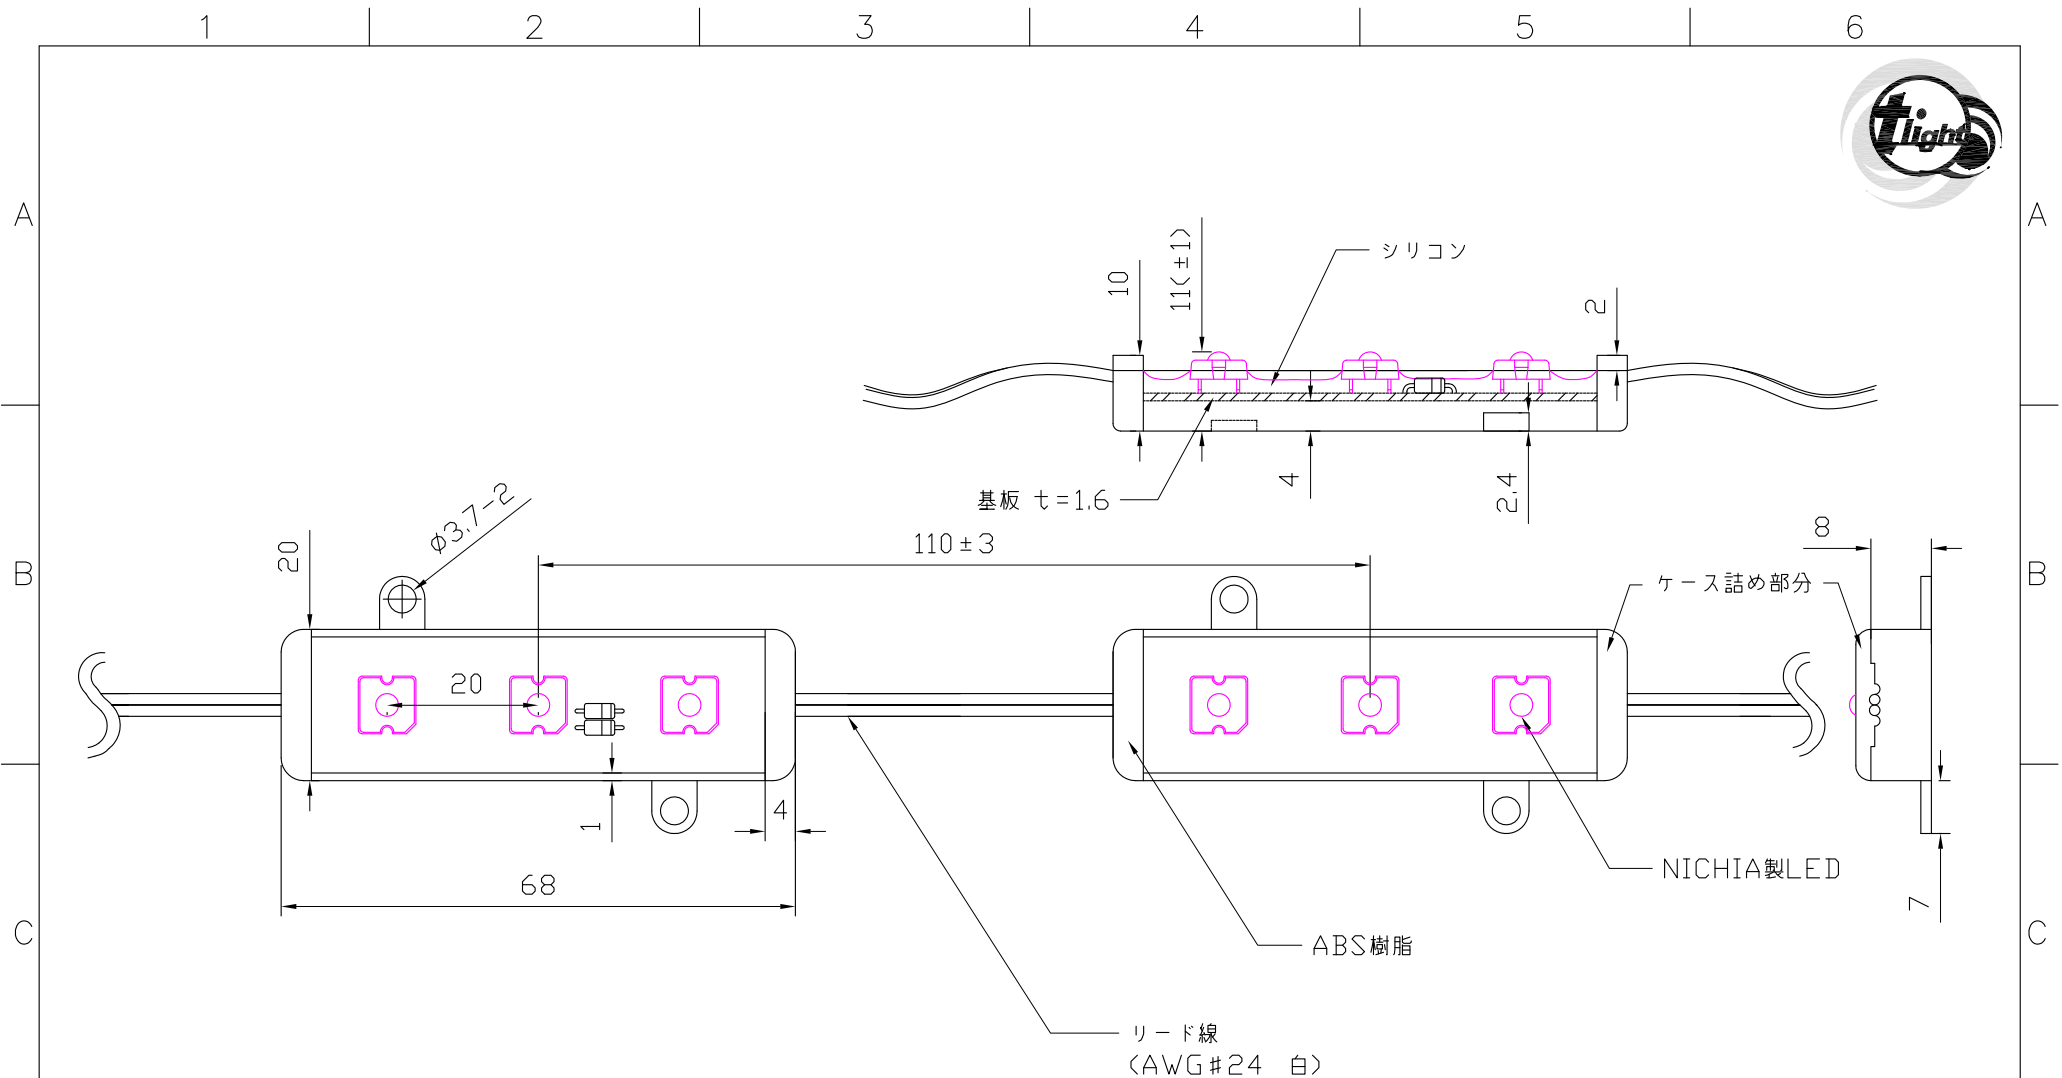 1 2 3 4 5 6
t light
A A
シリコン
10
11(±1)
2
基板 t=1.6
4
2.4
B B
φ3.7-2
20
110±3
8
ケース詰め部分
20
1
4
68
7
NICHIA製LED
C C
ABS樹脂
リード線
(AWG#24 白)